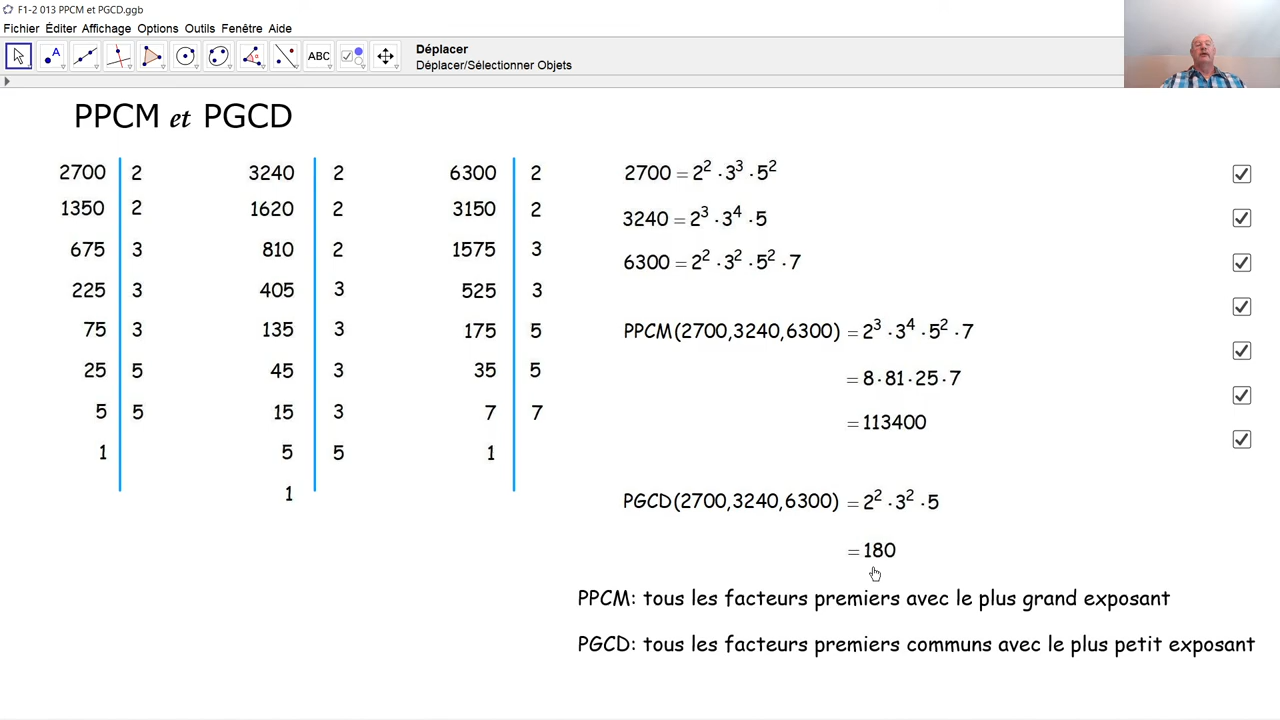 F1-2 013 PPCM et PGCD.ggb
Fichier Éditer Affichage Options Outils Fenêtre Aide
A
ABC
Déplacer
Déplacer/Sélectionner Objets
PPCM et PGCD
2700 2
1350 2
675 3
225 3
75 3
25 5
5 5
1
3240 2
1620 2
810 2
405 3
135 3
45 3
15 3
5 5
1
6300 2
3150 2
1575 3
525 3
175 5
35 5
7 7
1
2700 = 2² · 3³ · 5²
3240 = 2³ · 3⁴ · 5
6300 = 2² · 3² · 5² · 7
PPCM(2700,3240,6300) = 2³ · 3⁴ · 5² · 7
= 8 · 81 · 25 · 7
= 113400
PGCD(2700,3240,6300) = 2² · 3² · 5
= 180
PPCM: tous les facteurs premiers avec le plus grand exposant
PGCD: tous les facteurs premiers communs avec le plus petit exposant